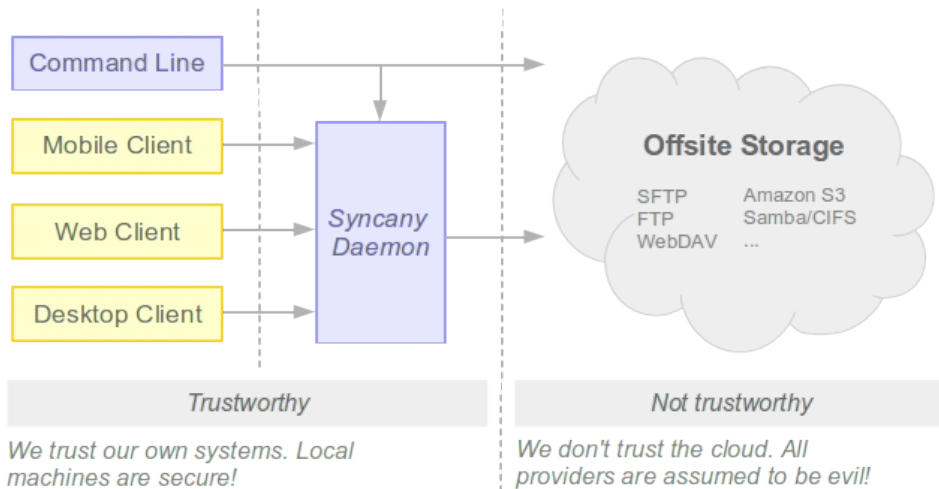 Command Line
Mobile Client
Web Client
Desktop Client
Syncany
Daemon
Offsite Storage
SFTP
FTP
WebDAV
Amazon S3
Samba/CIFS
...
Trustworthy
We trust our own systems. Local
machines are secure!
Not trustworthy
We don't trust the cloud. All
providers are assumed to be evil!